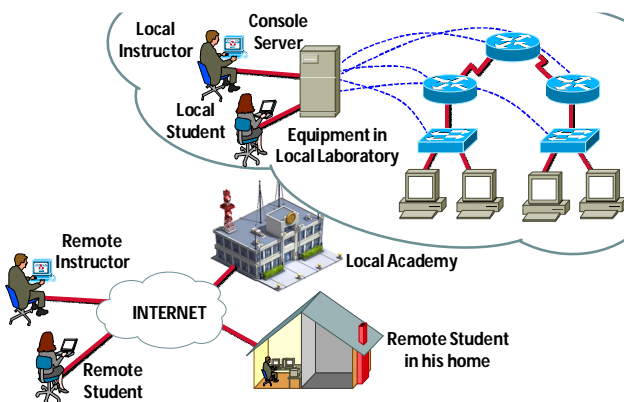 Local
Instructor
Console
Server
Local
Student
Equipment in
Local Laboratory
Remote
Instructor
Local Academy
INTERNET
Remote Student
in his home
Remote
Student